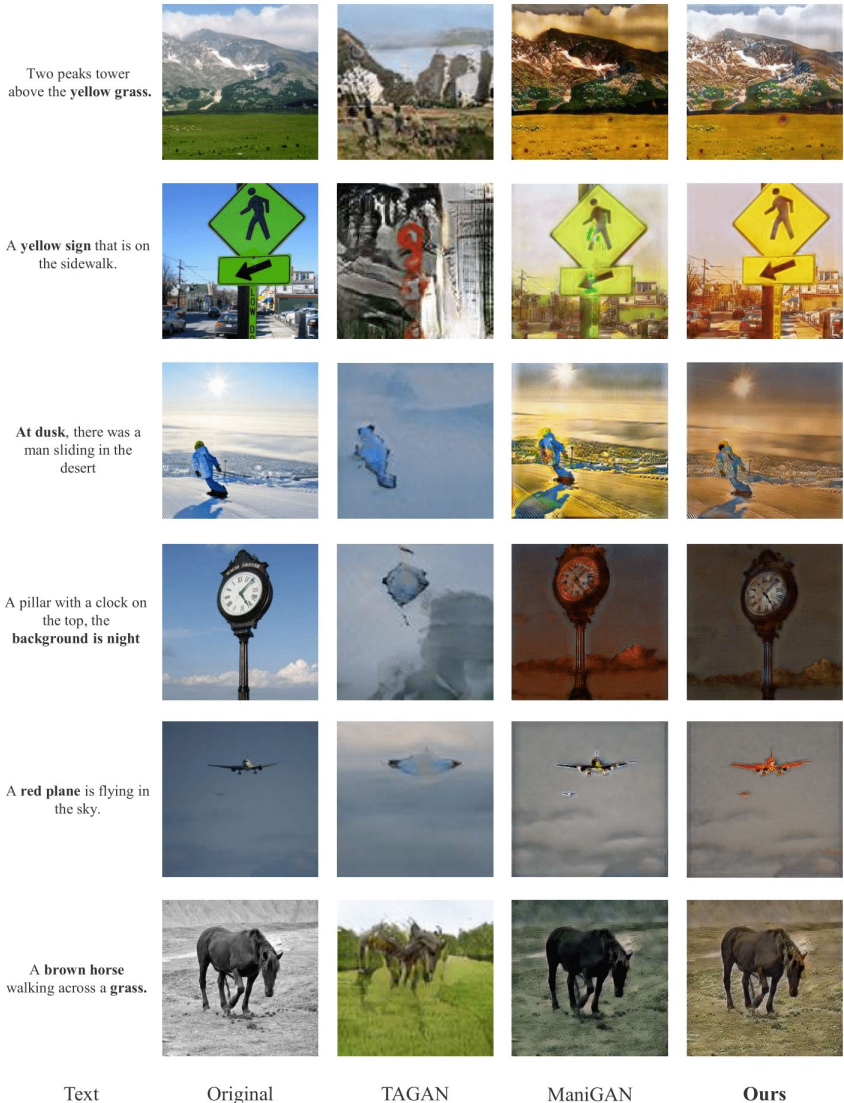 Two peaks tower
above the yellow grass.
A yellow sign that is on
the sidewalk.
At dusk, there was a
man sliding in the
desert
A pillar with a clock on
the top, the
background is night
A red plane is flying in
the sky.
A brown horse
walking across a grass.
Text Original TAGAN ManiGAN Ours